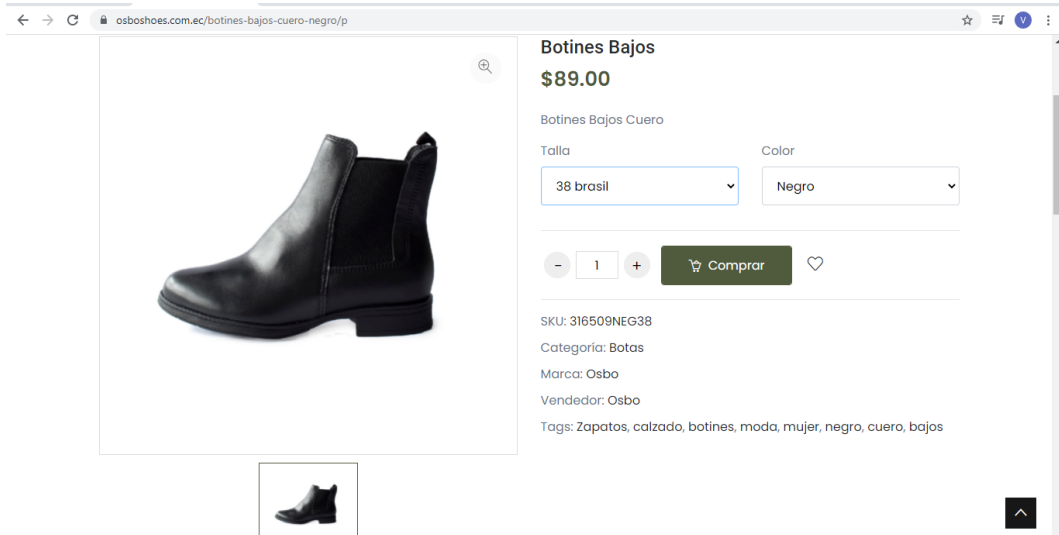 osboshoes.com.ec/botines-bajos-cuero-negro/p
V
Botines Bajos
$89.00
Botines Bajos Cuero
Talla Color
38 brasil Negro
- 1 + Comprar
SKU: 316509NEG38
Categoría: Botas
Marca: Osbo
Vendedor: Osbo
Tags: Zapatos, calzado, botines, moda, mujer, negro, cuero, bajos